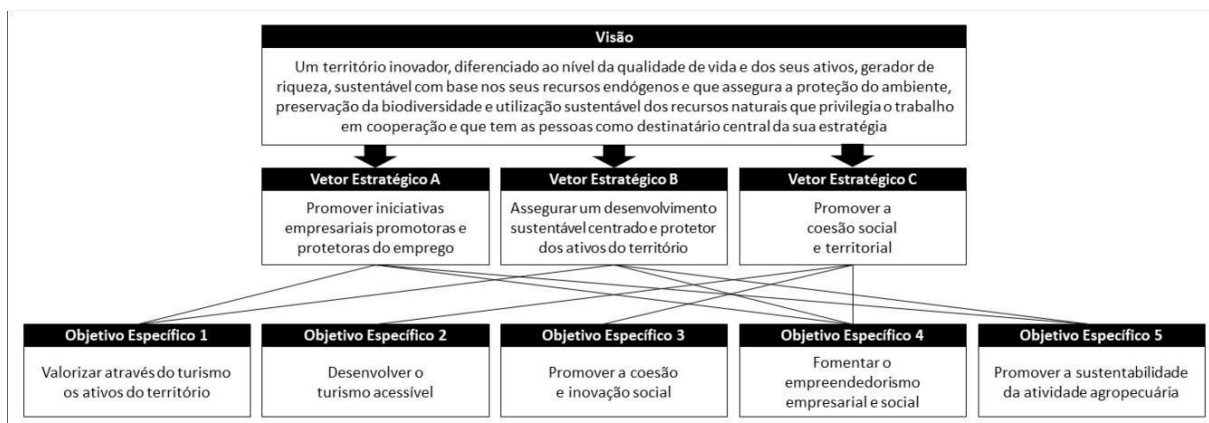 Visão
Um território inovador, diferenciado ao nível da qualidade de vida e dos seus ativos, gerador de
riqueza, sustentável com base nos seus recursos endógenos e que assegura a proteção do ambiente,
preservação da biodiversidade e utilização sustentável dos recursos naturais que privilegia o trabalho
em cooperação e que tem as pessoas como destinatário central da sua estratégia
Vetor Estratégico A
Promover iniciativas
empresariais promotoras e
protetoras do emprego
Vetor Estratégico B
Assegurar um desenvolvimento
sustentável centrado e protetor
dos ativos do território
Vetor Estratégico C
Promover a
coesão social
e territorial
Objetivo Específico 1
Valorizar através do turismo
os ativos do território
Objetivo Específico 2
Desenvolver o
turismo acessível
Objetivo Específico 3
Promover a coesão
e inovação social
Objetivo Específico 4
Fomentar o
empreendedorismo
empresarial e social
Objetivo Específico 5
Promover a sustentabilidade
da atividade agropecuária